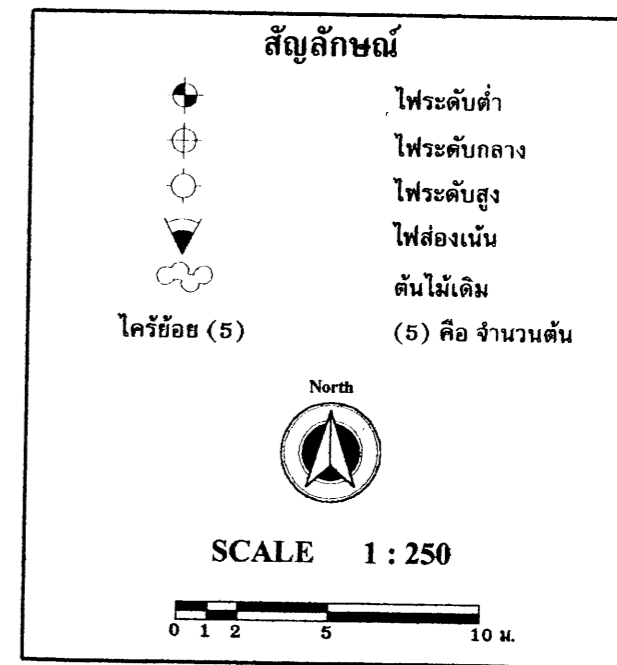 สัญลักษณ์
ไฟระดับต่ำ
ไฟระดับกลาง
ไฟระดับสูง
ไฟส่องเน้น
ต้นไม้เดิม
ไคร้ย้อย (5) (5) คือ จำนวนต้น
North
SCALE 1 : 250
0 1 2 5 10 ม.